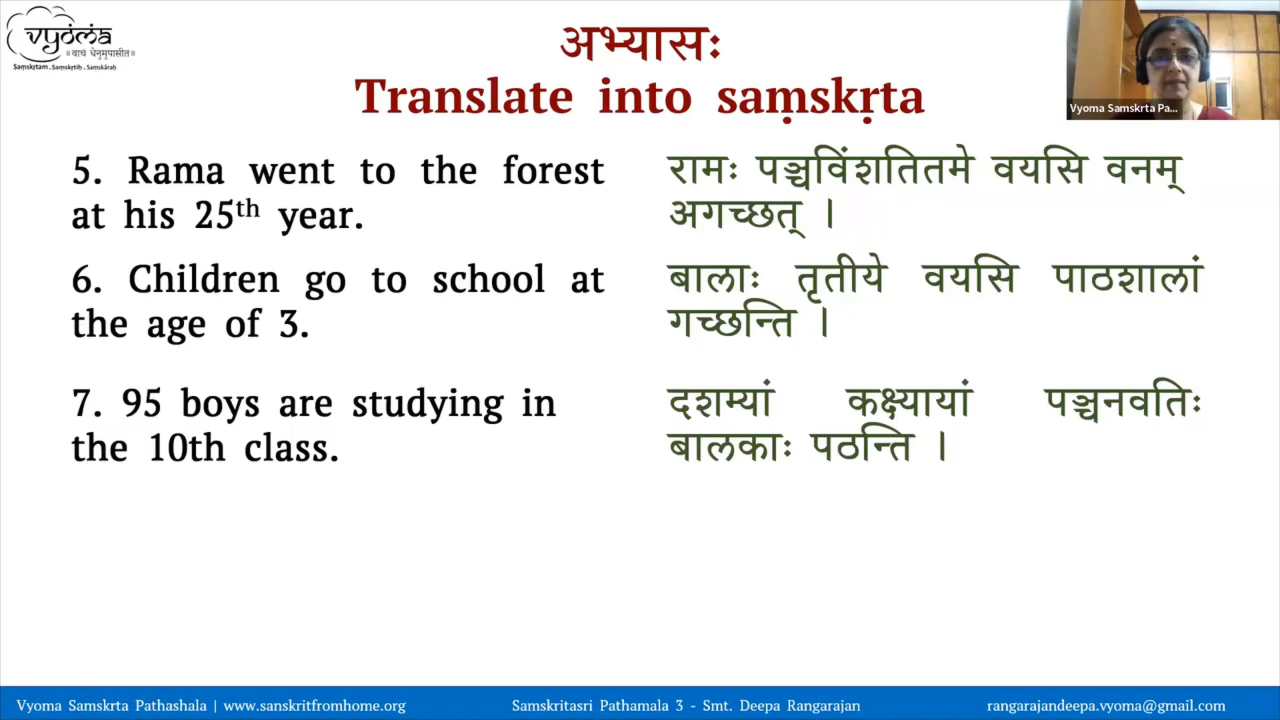 vyoma
॥ वाचं धेनुमुपासीत ॥
Saṃskṛtam . Saṃskṛtiḥ . Saṃskāraḥ
अभ्यासः
Translate into saṃskṛta
Vyoma Samskrta Pa...
5. Rama went to the forest
at his 25th year.
रामः पञ्चविंशतितमे वयसि वनम्
अगच्छत् ।
6. Children go to school at
the age of 3.
बालाः तृतीये वयसि पाठशालां
गच्छन्ति ।
7. 95 boys are studying in
the 10th class.
दशम्यां कक्ष्यायां पञ्चनवतिः
बालकाः पठन्ति ।
Vyoma Samskrta Pathashala | www.sanskritfromhome.org
Samskritasri Pathamala 3 - Smt. Deepa Rangarajan
rangarajandeepa.vyoma@gmail.com